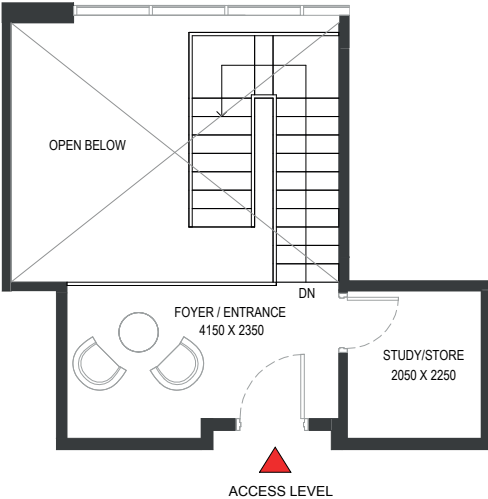 OPEN BELOW
DN
FOYER / ENTRANCE
4150 X 2350
STUDY/STORE
2050 X 2250
ACCESS LEVEL